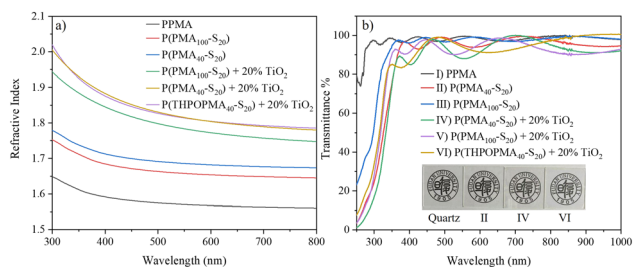 a)
PPMA
P(PMA100-S20)
P(PMA40-S20)
P(PMA100-S20) + 20% TiO2
P(PMA40-S20) + 20% TiO2
P(THPOPMA40-S20) + 20% TiO2
Refractive Index
2.1
2.0
1.9
1.8
1.7
1.6
1.5
300 400 500 600 700 800
Wavelength (nm)
b)
I) PPMA
II) P(PMA40-S20)
III) P(PMA100-S20)
IV) P(PMA40-S20) + 20% TiO2
V) P(PMA100-S20) + 20% TiO2
VI) P(THPOPMA40-S20) + 20% TiO2
Transmittance %
100
80
60
40
20
0
Quartz II IV VI
300 400 500 600 700 800 900 1000
Wavelength (nm)